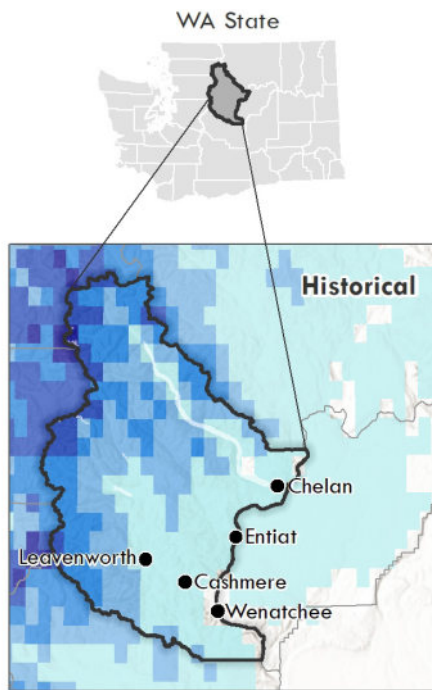 WA State
Historical
Chelan
Entiat
Leavenworth
Cashmere
Wenatchee